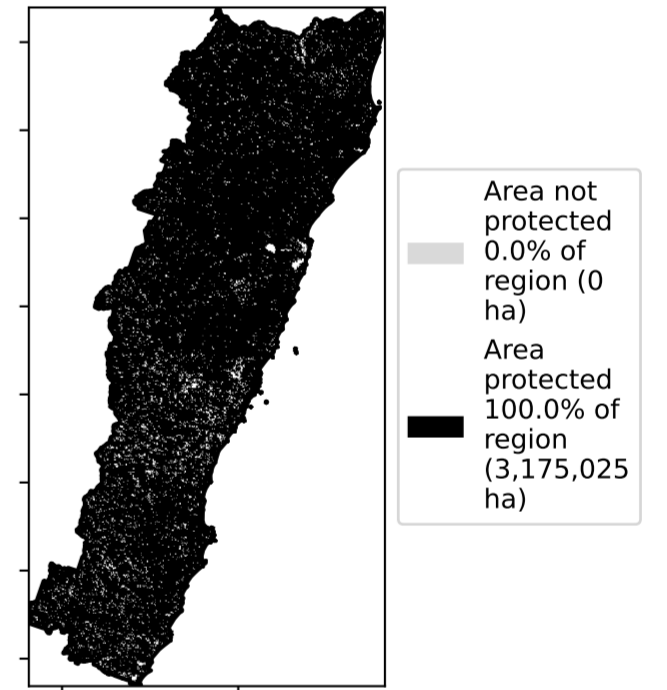 Area not
protected
0.0% of
region (0
ha)
Area
protected
100.0% of
region
(3,175,025
ha)